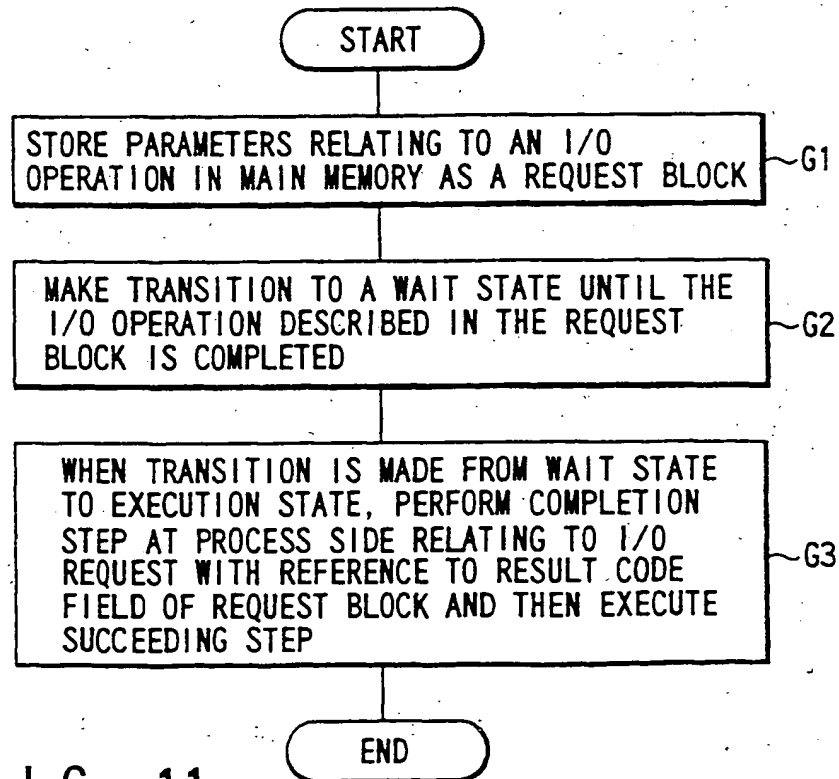 START
STORE PARAMETERS RELATING TO AN I/O
OPERATION IN MAIN MEMORY AS A REQUEST BLOCK
G1
MAKE TRANSITION TO A WAIT STATE UNTIL THE
I/O OPERATION DESCRIBED IN THE REQUEST
BLOCK IS COMPLETED
G2
WHEN TRANSITION IS MADE FROM WAIT STATE
TO EXECUTION STATE, PERFORM COMPLETION
STEP AT PROCESS SIDE RELATING TO I/O
REQUEST WITH REFERENCE TO RESULT CODE
FIELD OF REQUEST BLOCK AND THEN EXECUTE
SUCCEEDING STEP
G3
END